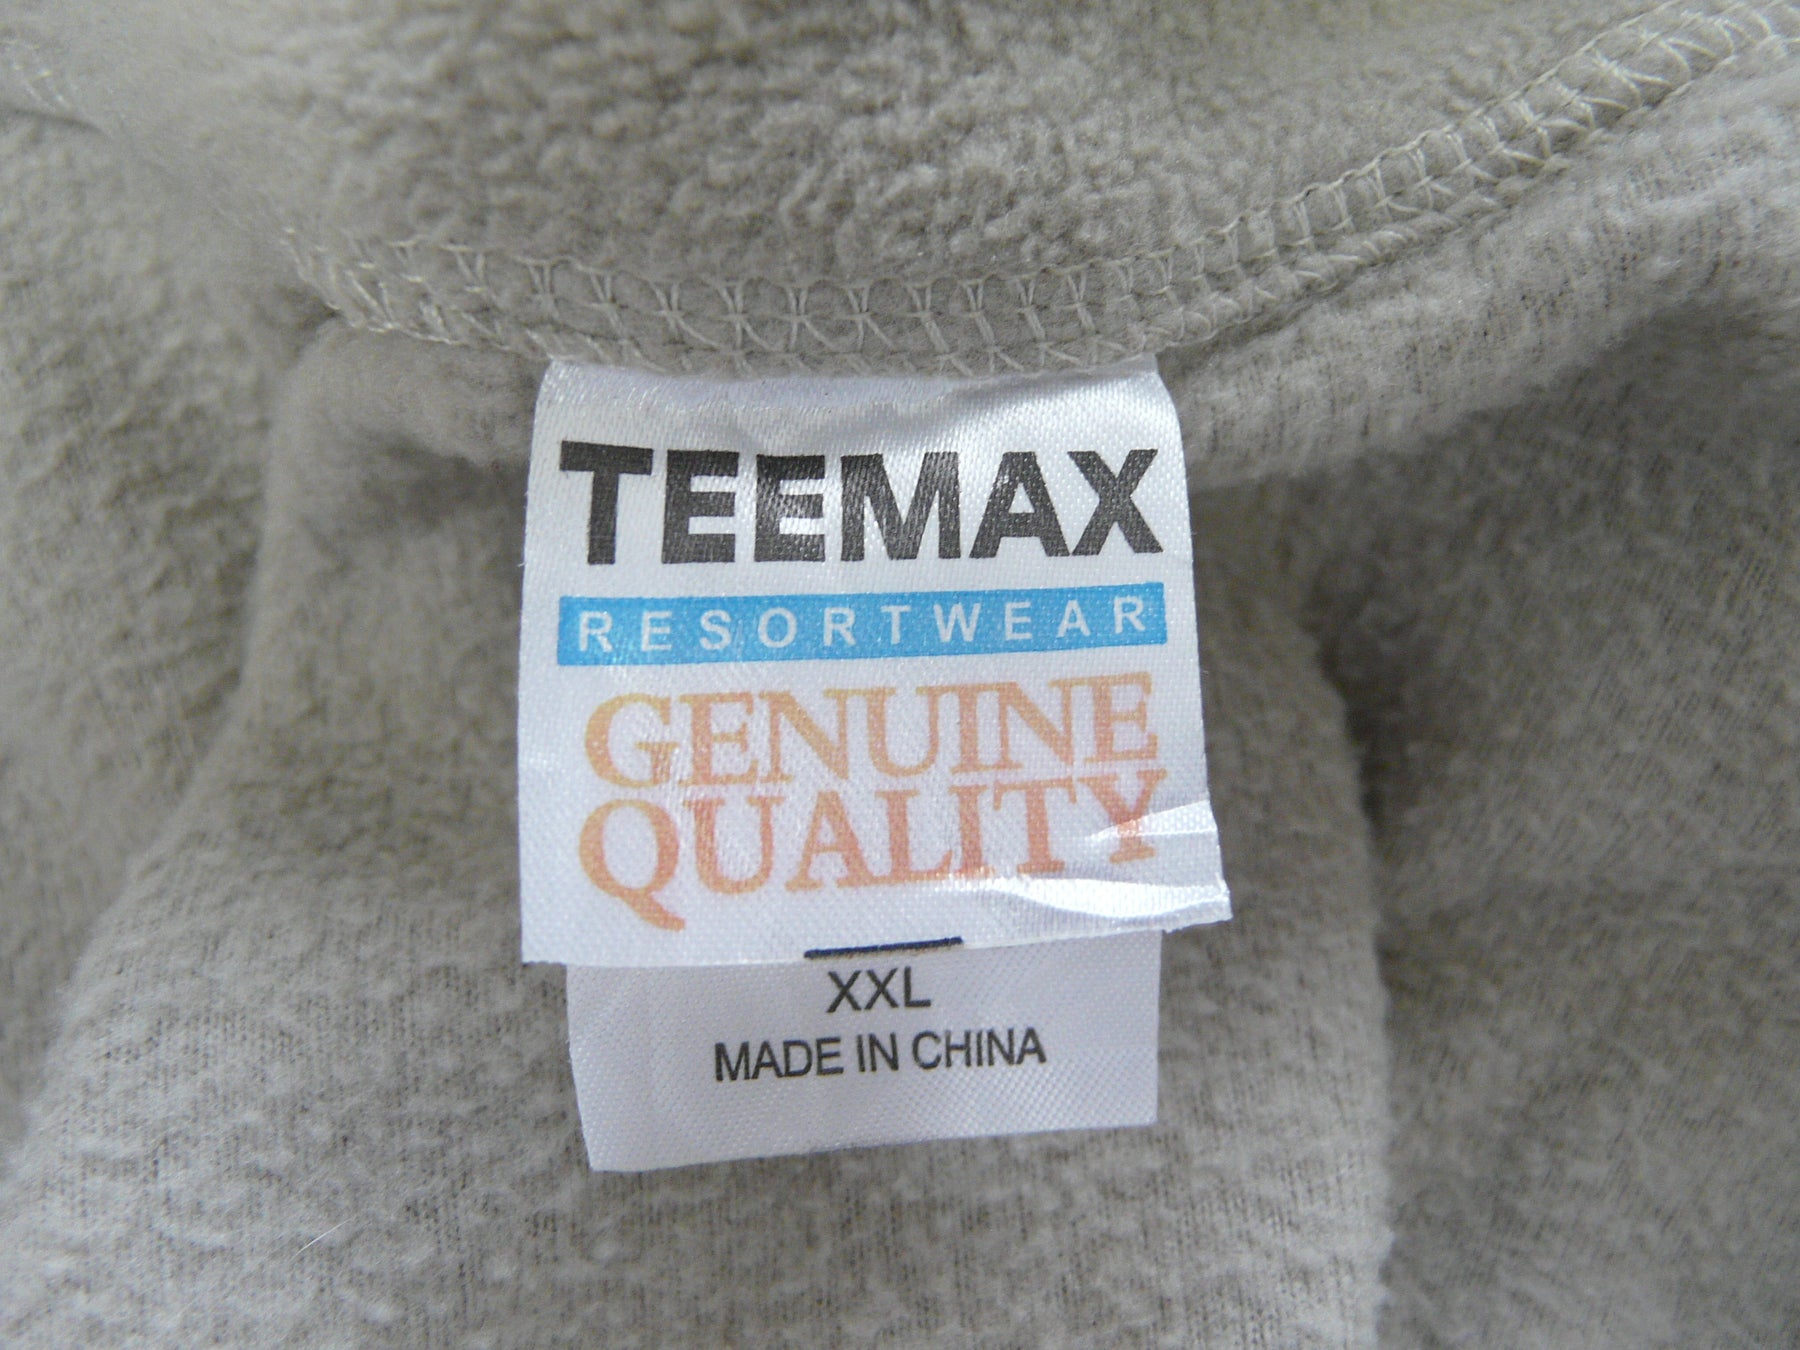 TEEMAX
RESORTWEAR
GENUINE
QUALITY
XXL
MADE IN CHINA